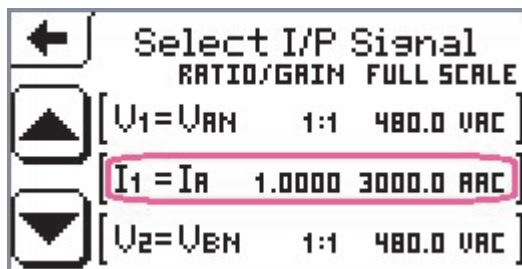 Select I/P Signal
RATIO/GAIN FULL SCALE
V1=VAN 1:1 480.0 VAC
I1=IA 1.0000 3000.0 AAC
V2=VBN 1:1 480.0 VAC